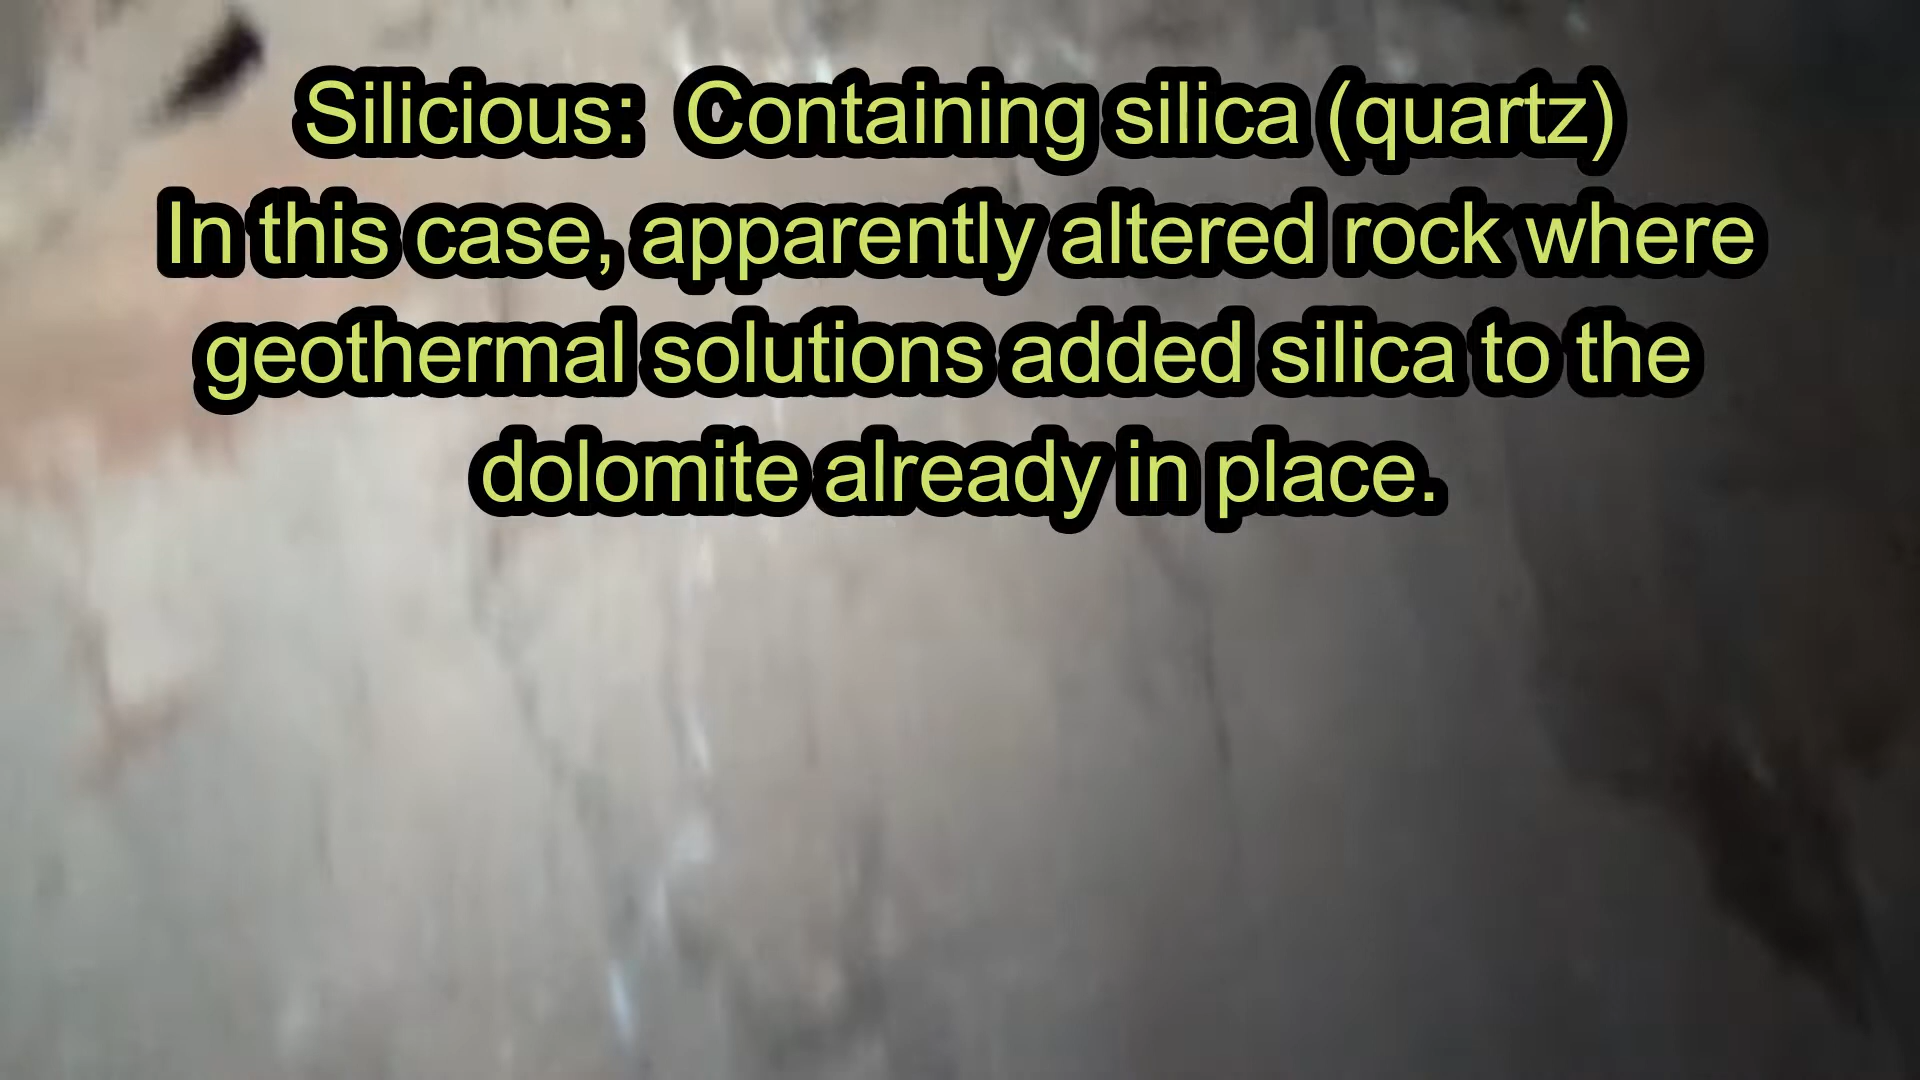 Silicious:  Containing silica (quartz)
In this case, apparently altered rock where
geothermal solutions added silica to the
dolomite already in place.